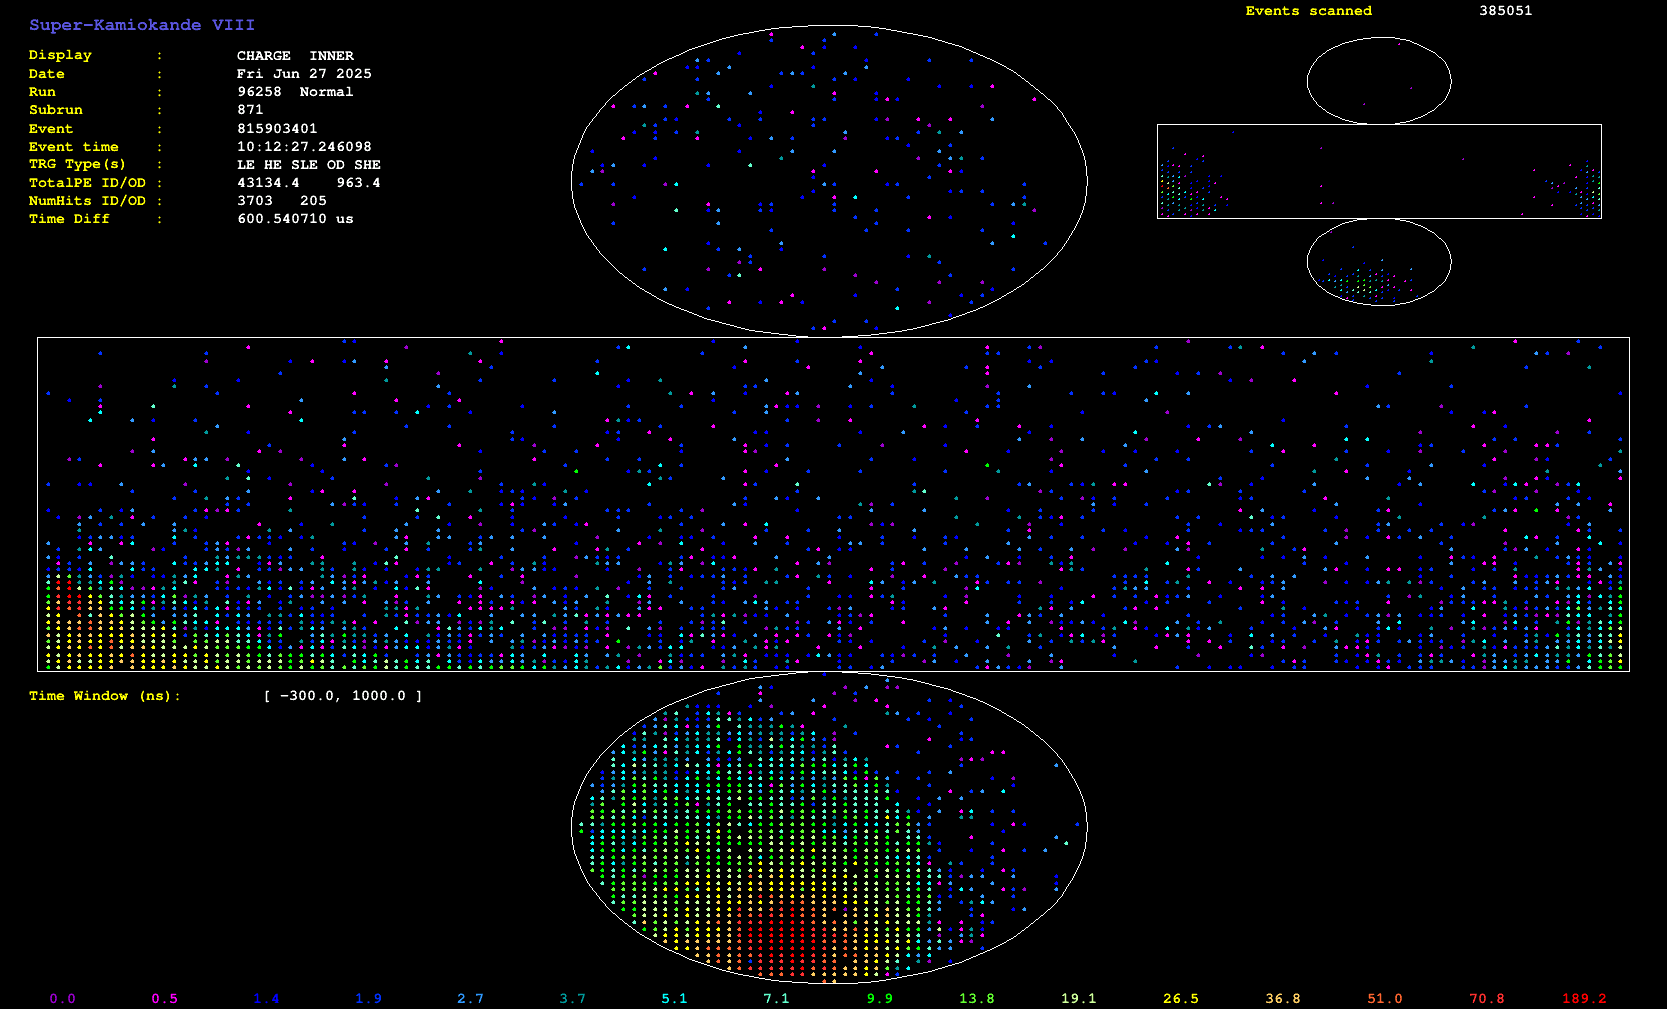 Super-Kamiokande VIII
Events scanned 385051
Display : CHARGE INNER
Date : Fri Jun 27 2025
Run : 96258 Normal
Subrun : 871
Event : 815903401
Event time : 10:12:27.246098
TRG Type(s) : LE HE SLE OD SHE
TotalPE ID/OD : 43134.4 963.4
NumHits ID/OD : 3703 205
Time Diff : 600.540710 us
Time Window (ns): [ -300.0, 1000.0 ]
0.0 0.5 1.4 1.9 2.7 3.7 5.1 7.1 9.9 13.8 19.1 26.5 36.8 51.0 70.8 189.2